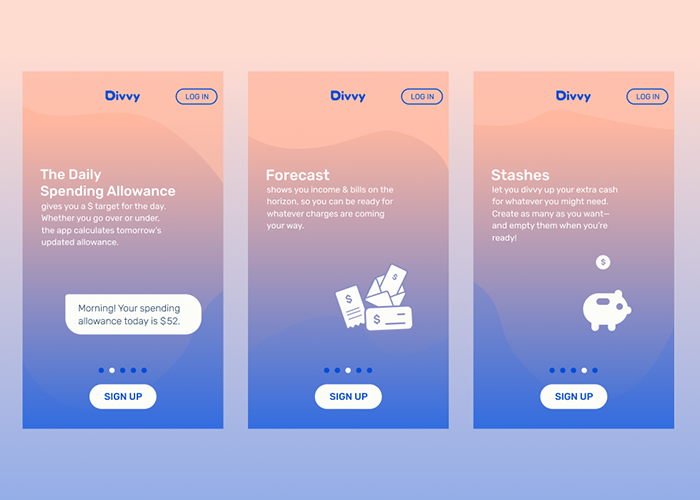 Divvy
LOG IN
The Daily
Spending Allowance
gives you a $ target for the day.
Whether you go over or under,
the app calculates tomorrow's
updated allowance.
Morning! Your spending
allowance today is $52.
SIGN UP
Divvy
LOG IN
Forecast
shows you income & bills on the
horizon, so you can be ready for
whatever charges are coming
your way.
$
$
$
SIGN UP
Divvy
LOG IN
Stashes
let you divvy up your extra cash
for whatever you might need.
Create as many as you want—
and empty them when you're
ready!
$
SIGN UP